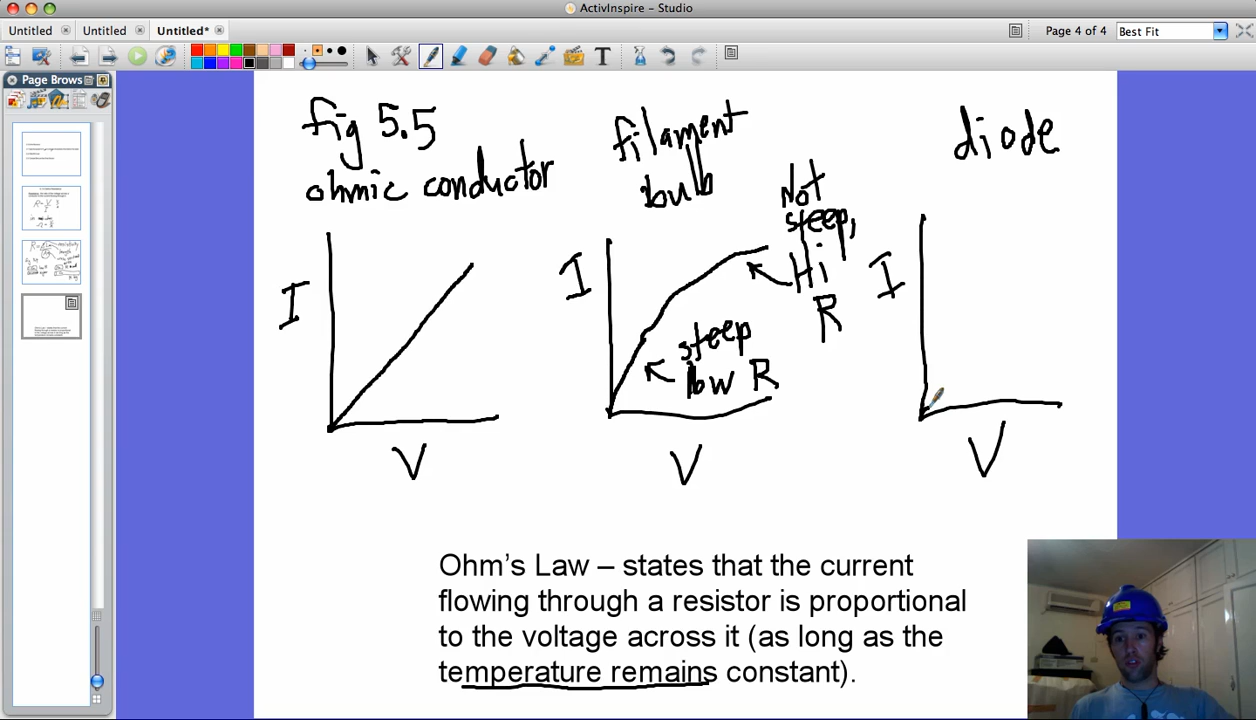 ActivInspire – Studio
Untitled
Untitled
Untitled*
Page 4 of 4
Best Fit
Page Brows
fig 5.5
ohmic conductor
I
V
filament
bulb
I
steep
low R
Not
steep,
Hi
R
V
diode
I
V
Ohm's Law – states that the current
flowing through a resistor is proportional
to the voltage across it (as long as the
temperature remains constant).